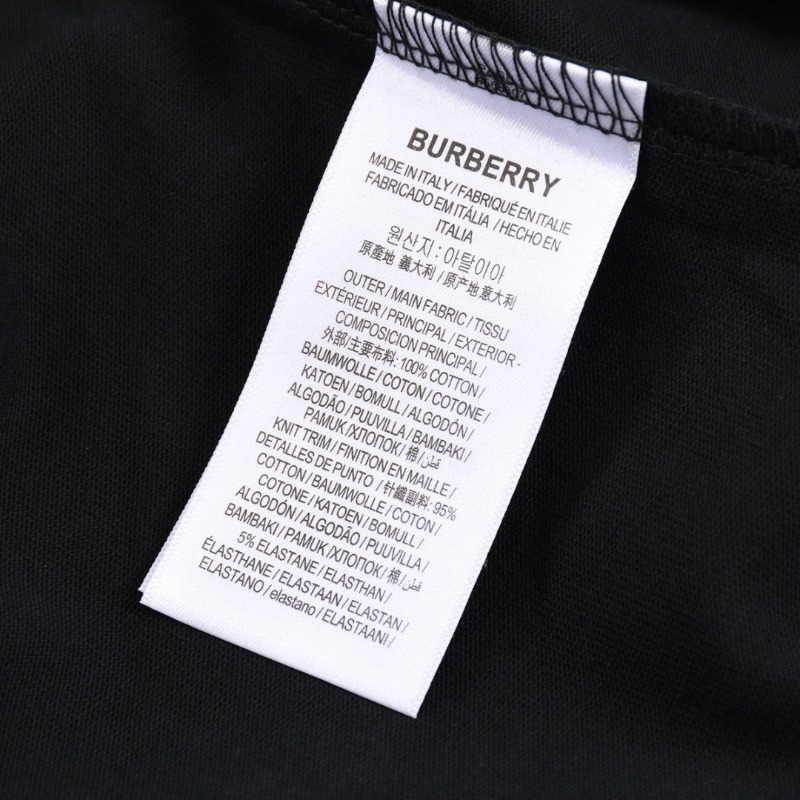 BURBERRY
MADE IN ITALY / FABRIQUÉ EN ITALIE
FABRICADO EM ITÁLIA / HECHO EN
ITALIA
원산지 : 아탈이아
原產地 義大利 / 原产地 意大利
OUTER / MAIN FABRIC / TISSU
EXTÉRIEUR / PRINCIPAL / EXTERIOR -
COMPOSICION PRINCIPAL /
外部/主要布料: 100% COTTON /
BAUMWOLLE / COTON / COTONE /
KATOEN / BOMULL / ALGODÓN /
ALGODÃO / PUUVILLA / BAMBAKI /
PAMUK / ХЛОПОК / 棉 / قطن
KNIT TRIM / FINITION EN MAILLE /
DETALLES DE PUNTO / 针織副料: 95%
COTTON / BAUMWOLLE / COTON /
COTONE / KATOEN / BOMULL /
ALGODÓN / ALGODÃO / PUUVILLA /
BAMBAKI / PAMUK / ХЛОПОК / 棉 / قطن
5% ELASTANE / ELASTHAN /
ÉLASTHANE / ELASTAAN / ELASTAN /
ELASTANO / elastano / ELASTAANI /